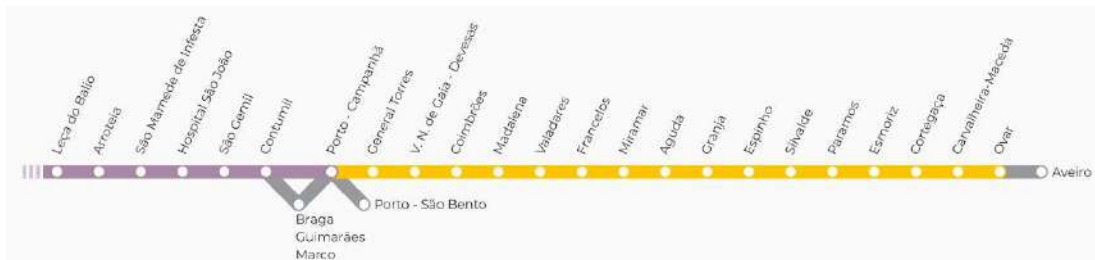 Leça do Balio
Arroteia
São Mamede de Infesta
Hospital São João
São Gemil
Contumil
Porto - Campanhã
General Torres
V. N. de Gaia - Devesas
Coimbrões
Madalena
Valadares
Francelos
Miramar
Aguda
Granja
Espinho
Silvalde
Paramos
Esmoriz
Cortegaça
Carvalheira-Maceda
Ovar
Aveiro
Porto - São Bento
Braga
Guimarães
Marco